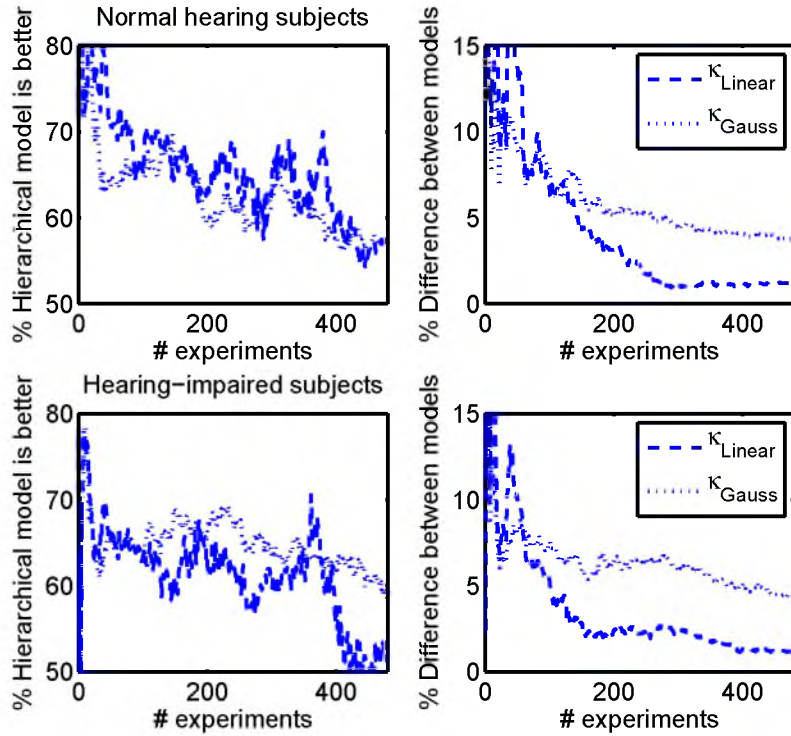 Normal hearing subjects
% Hierarchical model is better
80
70
60
50
0
200
400
# experiments
% Difference between models
15
10
5
0
0
200
400
# experiments
κLinear
κGauss
Hearing−impaired subjects
% Hierarchical model is better
80
70
60
50
0
200
400
# experiments
% Difference between models
15
10
5
0
0
200
400
# experiments
κLinear
κGauss